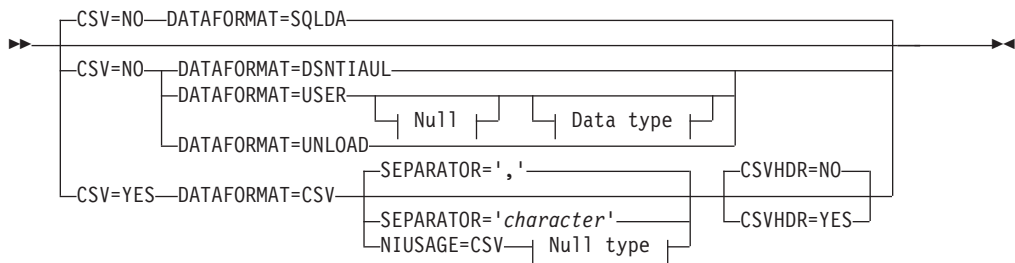 CSV=NO DATAFORMAT=SQLDA
CSV=NO DATAFORMAT=DSNTIAUL
DATAFORMAT=USER
Null Data type
DATAFORMAT=UNLOAD
SEPARATOR=',' CSVHDR=NO
CSV=YES DATAFORMAT=CSV
SEPARATOR='character' CSVHDR=YES
NIUSAGE=CSV Null type